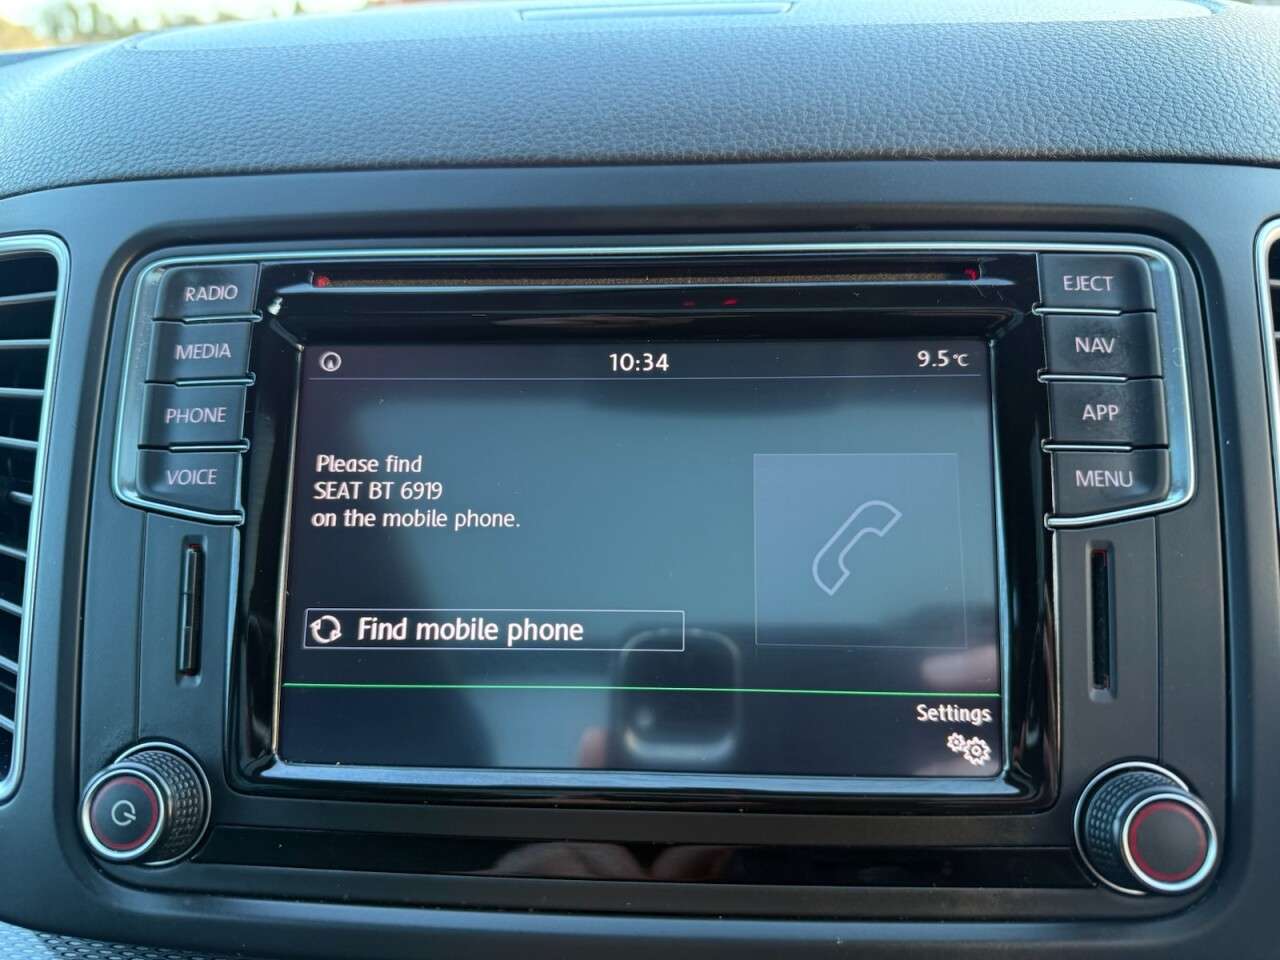 RADIO
MEDIA
PHONE
VOICE
10:34
9.5°C
Please find
SEAT BT 6919
on the mobile phone.
Find mobile phone
Settings
EJECT
NAV
APP
MENU